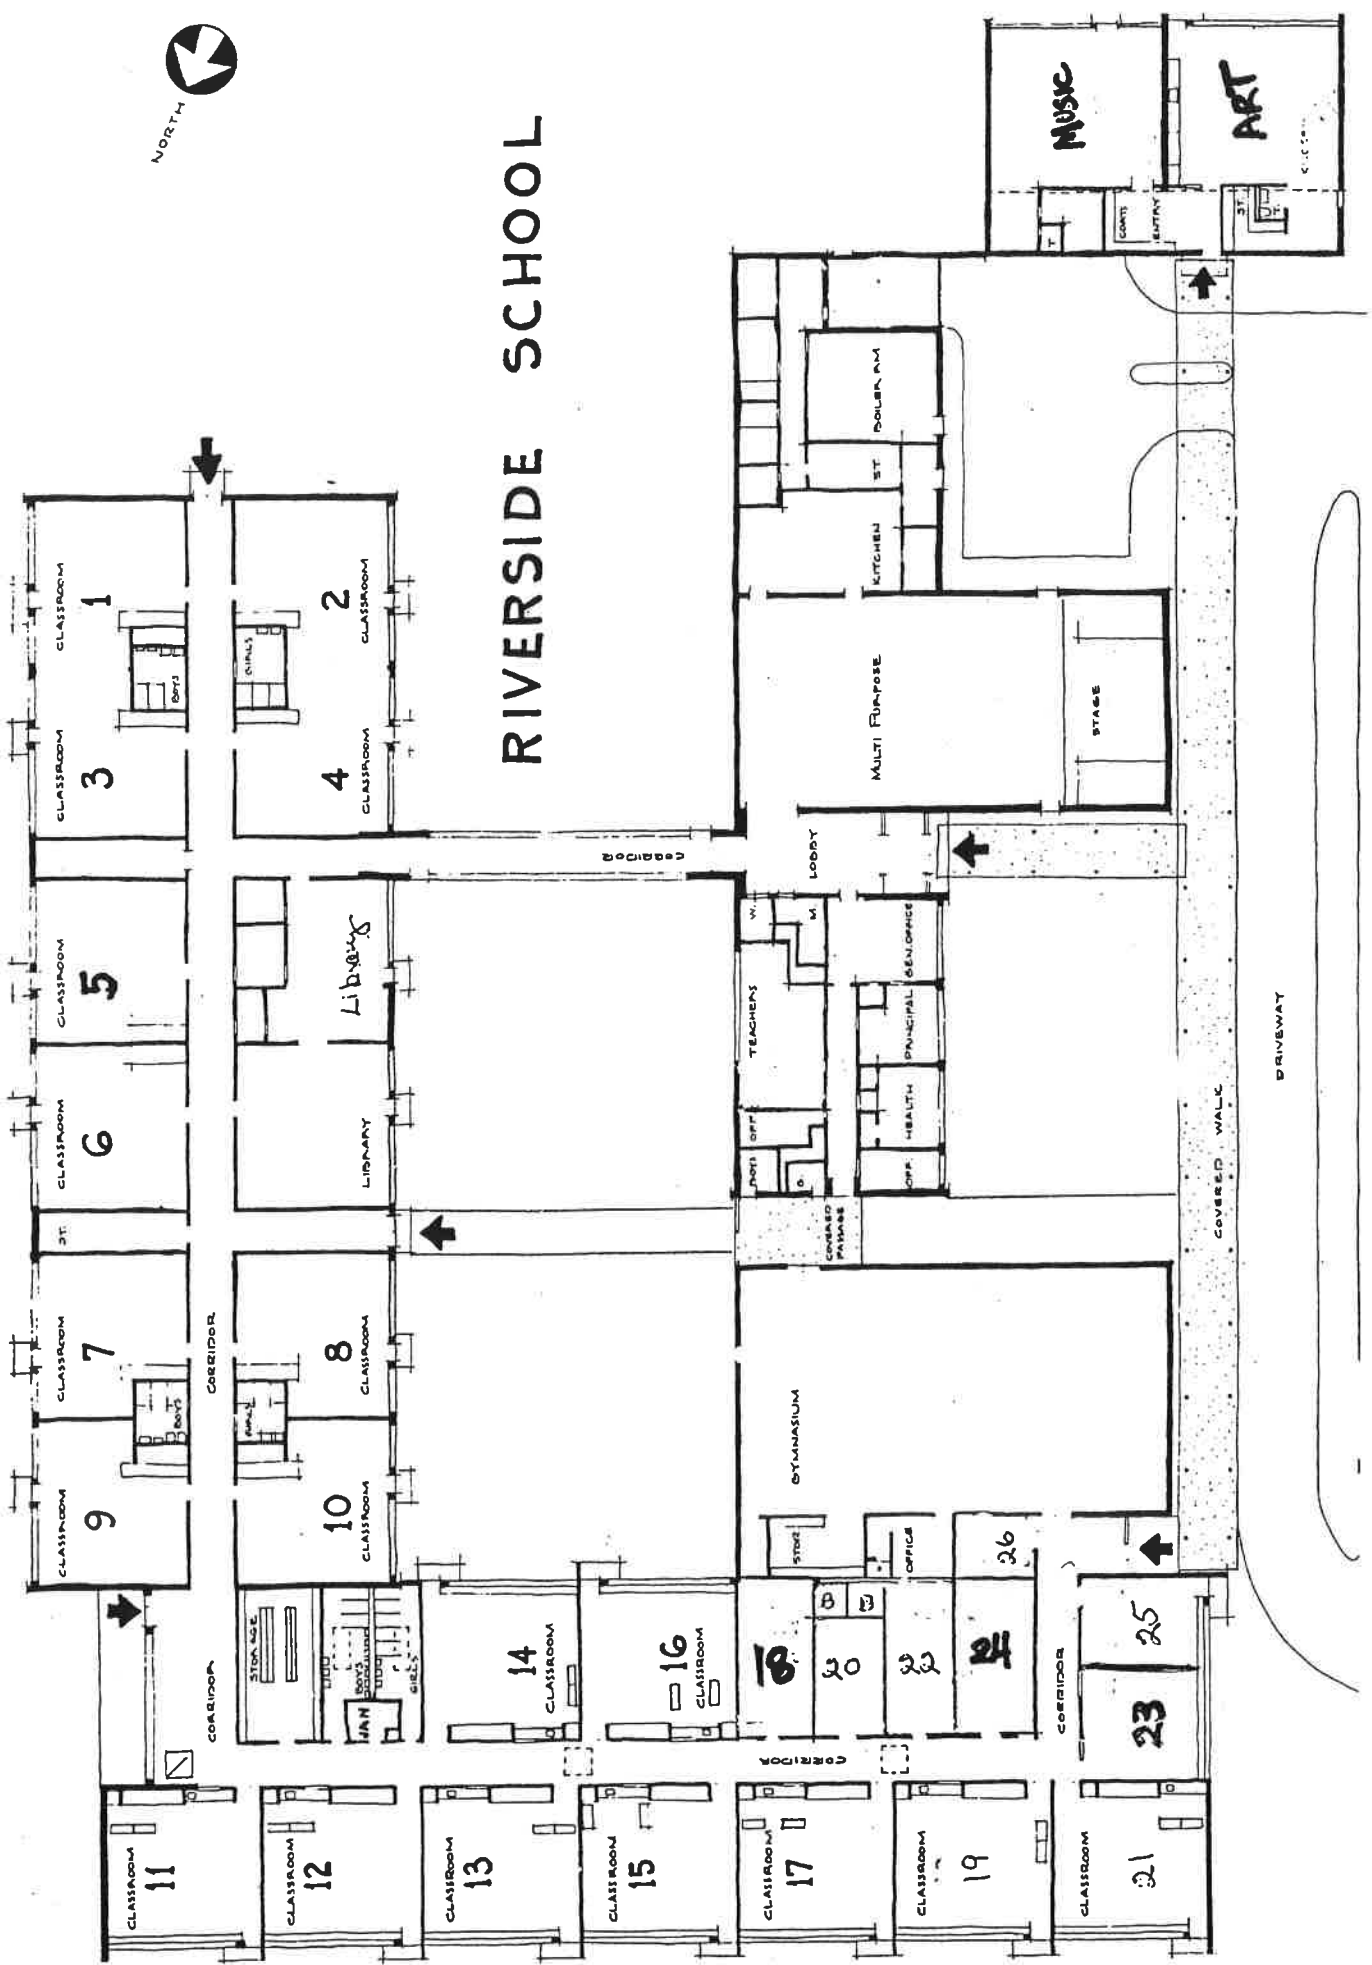 NORTH
RIVERSIDE SCHOOL
MUSIC
ART
T
COATS
ENTRY
ST.
T.
CLASSROOM
1
CLASSROOM
3
BOYS
GIRLS
2
CLASSROOM
4
CLASSROOM
CLASSROOM
5
CLASSROOM
6
Library
LIBRARY
ST.
CLASSROOM
7
CLASSROOM
9
BOYS
GIRLS
CORRIDOR
8
CLASSROOM
10
CLASSROOM
CORRIDOR
LOBBY
BOILER RM
ST.
KITCHEN
MULTI PURPOSE
STAGE
W.
M.
TEACHERS
OFF.
BOYS
G.
GEN. OFFICE
PRINCIPAL
HEALTH
OFF.
COVERED
PASSAGE
COVERED WALK
DRIVEWAY
GYMNASIUM
STOR.
OFFICE
26
CORRIDOR
STORAGE
BOYS
GIRLS
JAN
14
CLASSROOM
16
CLASSROOM
18
20
B
22
24
25
23
CORRIDOR
CORRIDOR
CLASSROOM
11
CLASSROOM
12
CLASSROOM
13
CLASSROOM
15
CLASSROOM
17
CLASSROOM
19
CLASSROOM
21